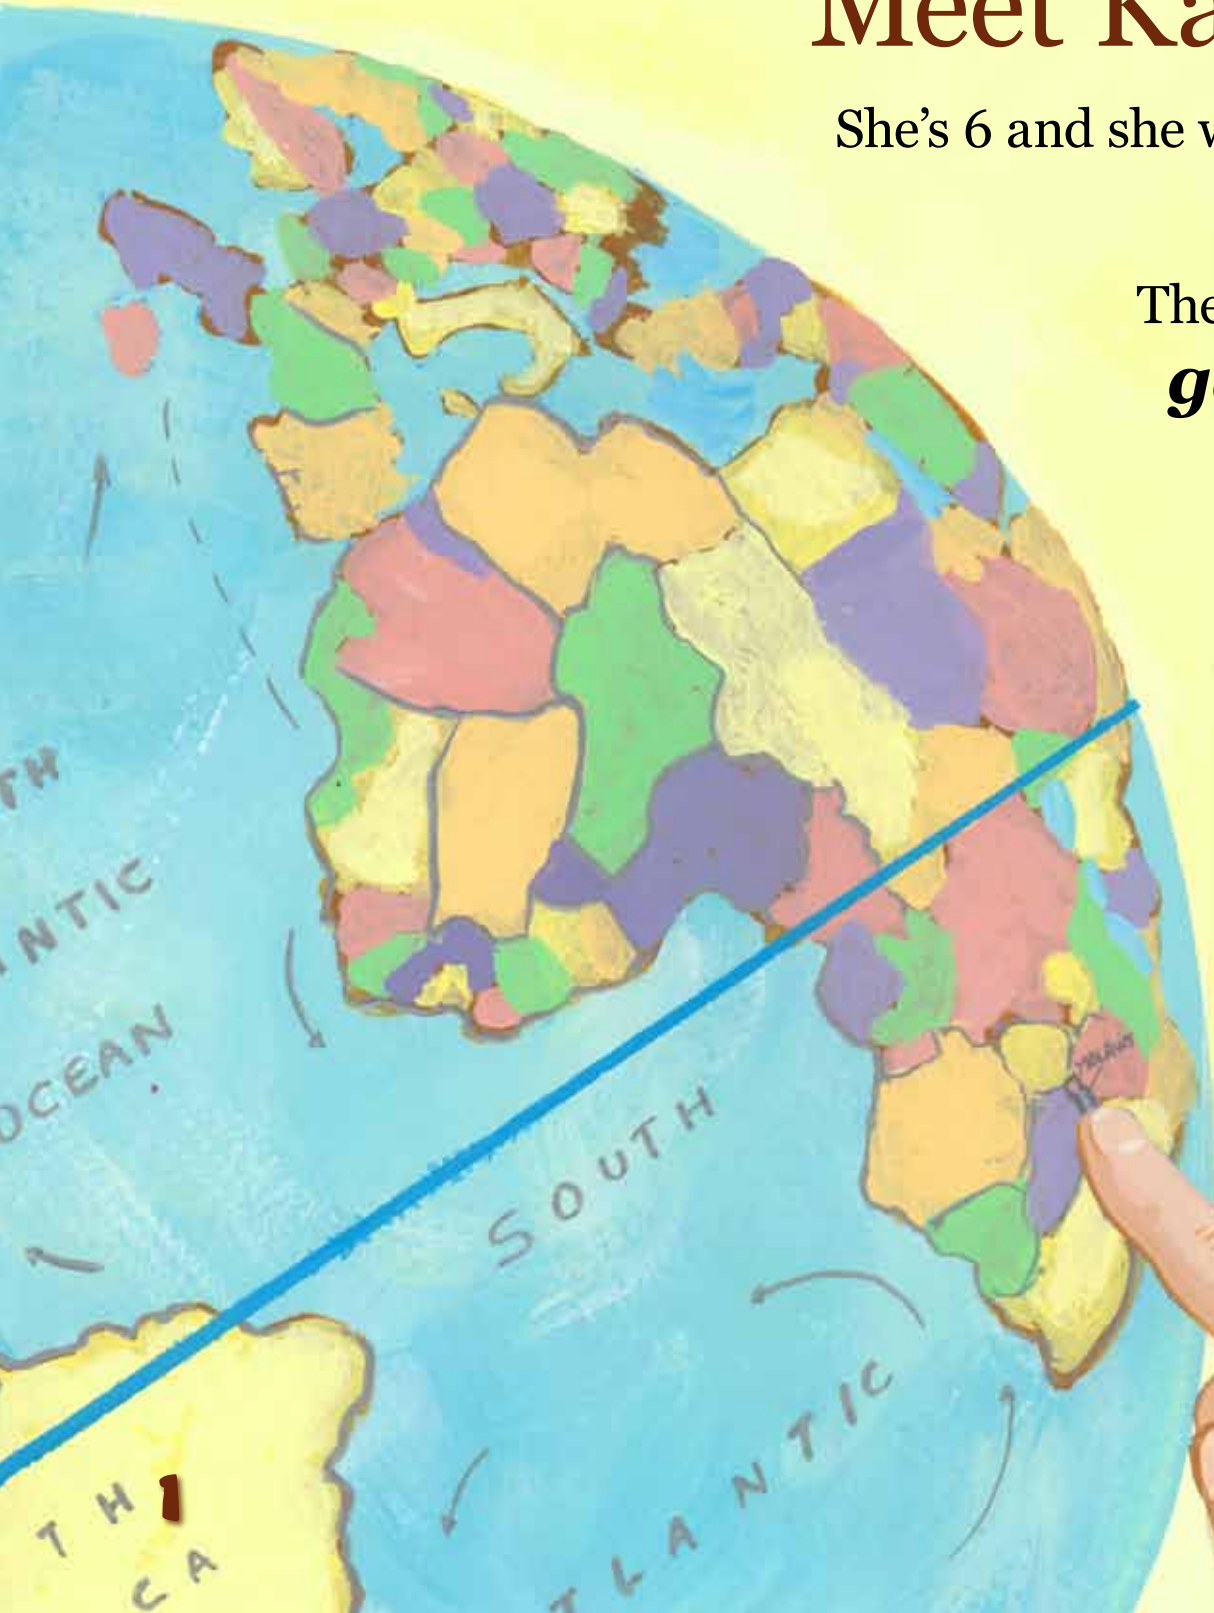 Meet Ka
She's 6 and she w
The
g
TH
NTIC
OCEAN
SOUTH
TLANTIC
TH
CA
1